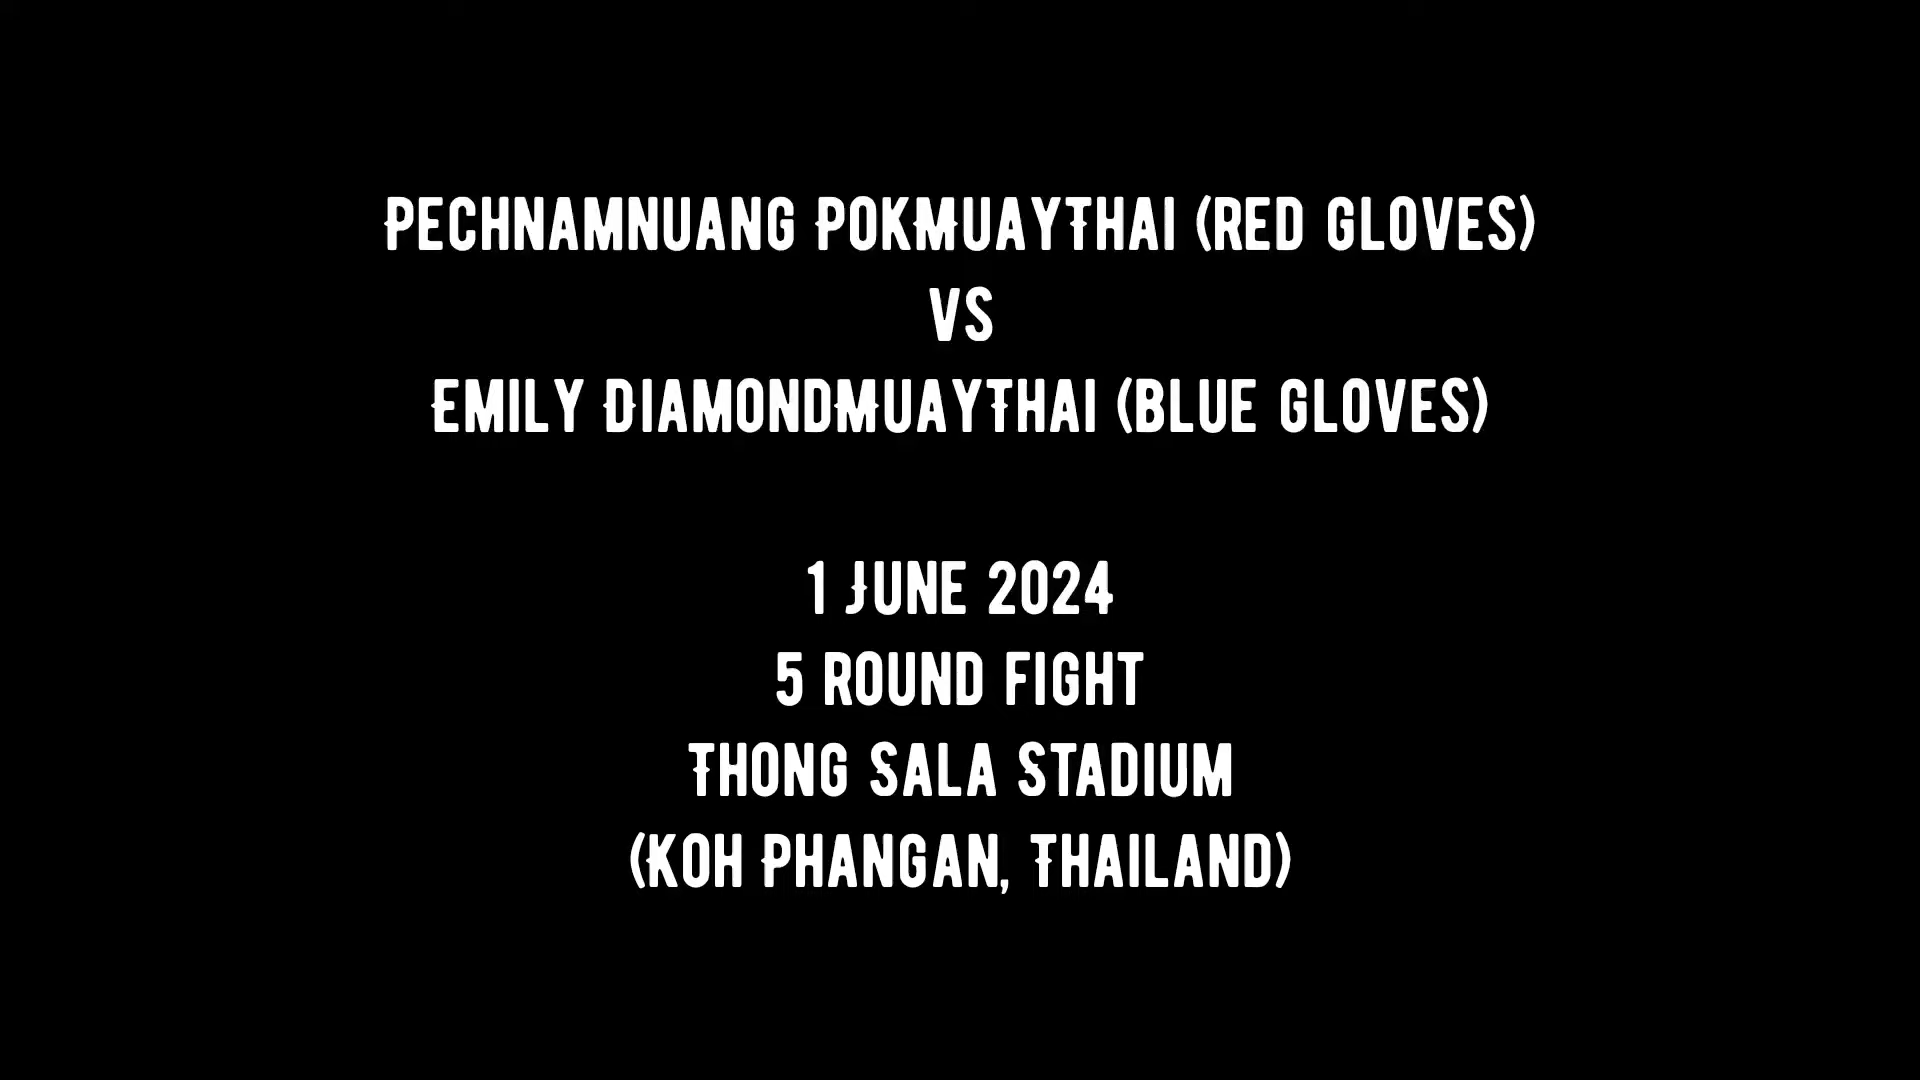 Pechnamnuang PokMuayThai (Red Gloves)
vs
Emily DiamondMuayThai (Blue Gloves)
1 June 2024
5 Round Fight
Thong Sala Stadium
(Koh Phangan, Thailand)